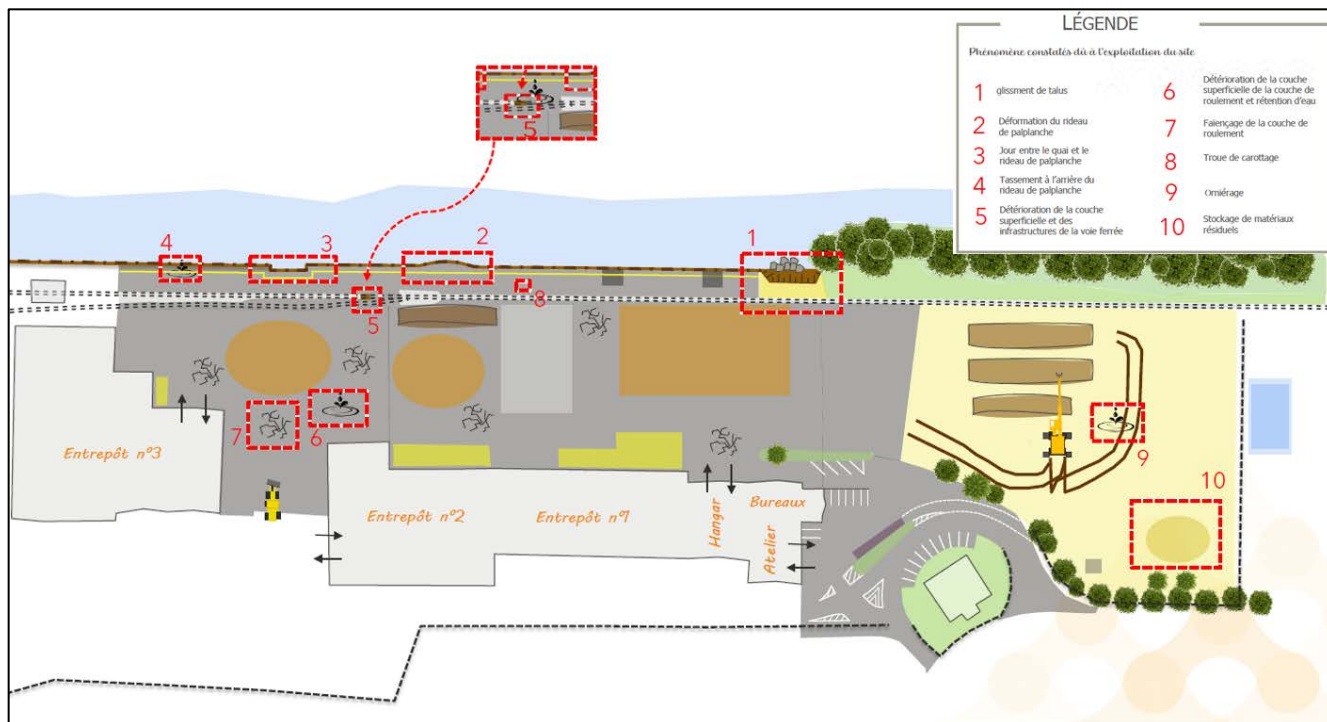 LÉGENDE
Phénomène constatés dû à l'exploitation du site
1 glissment de talus
2 Déformation du rideau
de palplanche
3 Jour entre le quai et le
rideau de palplanche
4 Tassement à l'arrière du
rideau de palplanche
5 Détérioration de la couche
superficielle et des
infrastructures de la voie ferrée
6 Détérioration de la couche
superficielle de la couche de
roulement et rétention d'eau
7 Faïençage de la couche de
roulement
8 Troue de carottage
9 Orniérage
10 Stockage de matériaux
résiduels
5
4
3
2
1
5
8
7
6
9
10
Entrepôt n°3
Entrepôt n°2
Entrepôt n°1
Hangar
Bureaux
Atelier